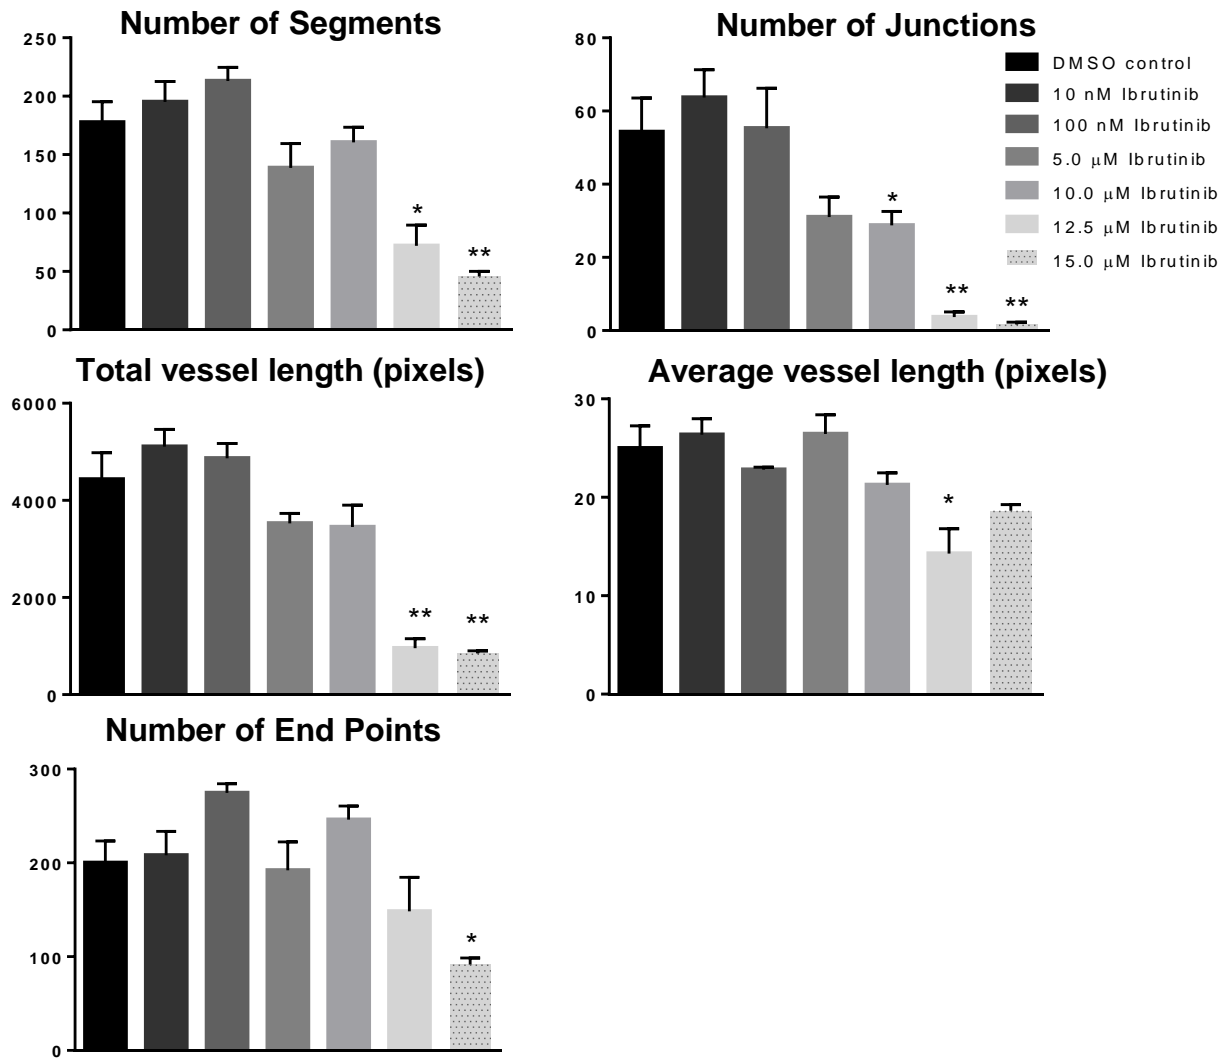 Number of Segments
250
200
150
100
50
0
*
**
Number of Junctions
80
60
40
20
0
*
**
**
DMSO control
10 nM Ibrutinib
100 nM Ibrutinib
5.0 μM Ibrutinib
10.0 μM Ibrutinib
12.5 μM Ibrutinib
15.0 μM Ibrutinib
Total vessel length (pixels)
6000
4000
2000
0
**
**
Average vessel length (pixels)
30
20
10
0
*
Number of End Points
300
200
100
0
*